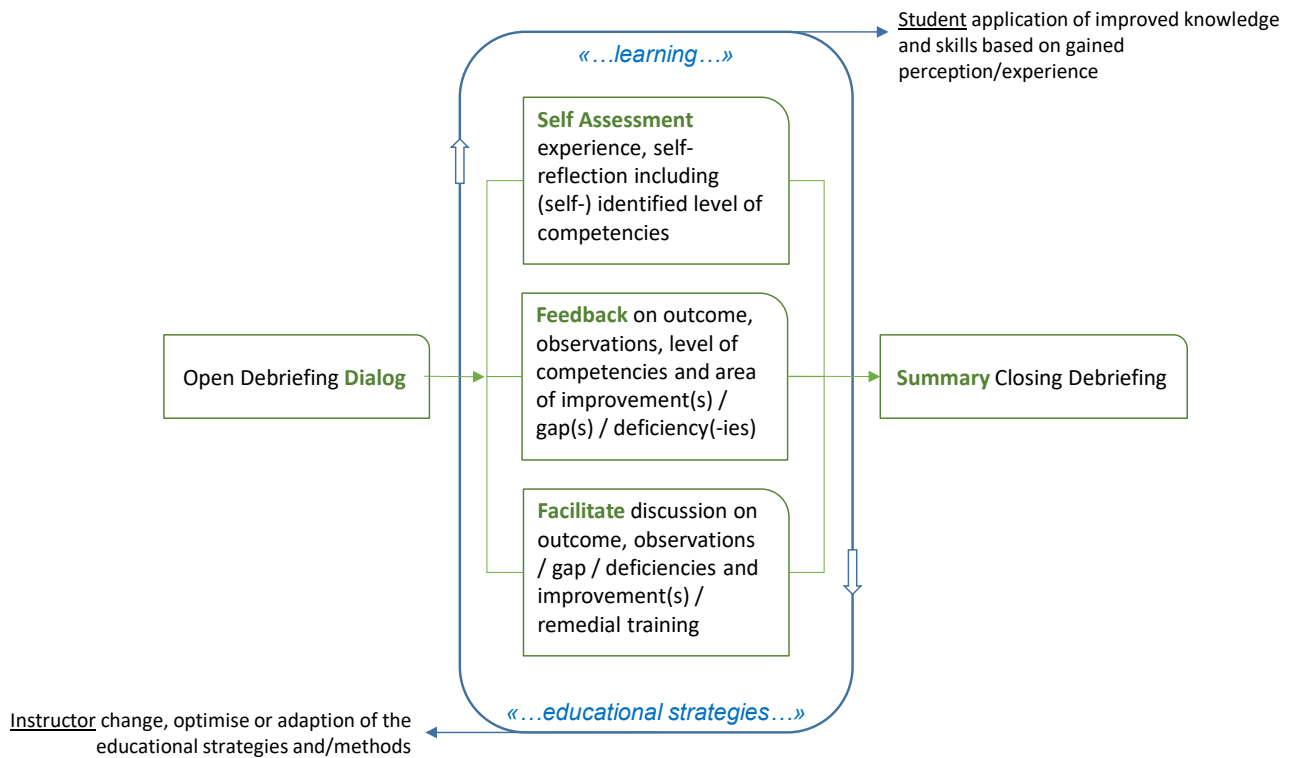 Student application of improved knowledge
and skills based on gained
perception/experience
«…learning…»
Self Assessment
experience, self-
reflection including
(self-) identified level of
competencies
Open Debriefing Dialog
Feedback on outcome,
observations, level of
competencies and area
of improvement(s) /
gap(s) / deficiency(-ies)
Summary Closing Debriefing
Facilitate discussion on
outcome, observations
/ gap / deficiencies and
improvement(s) /
remedial training
«…educational strategies…»
Instructor change, optimise or adaption of the
educational strategies and/methods